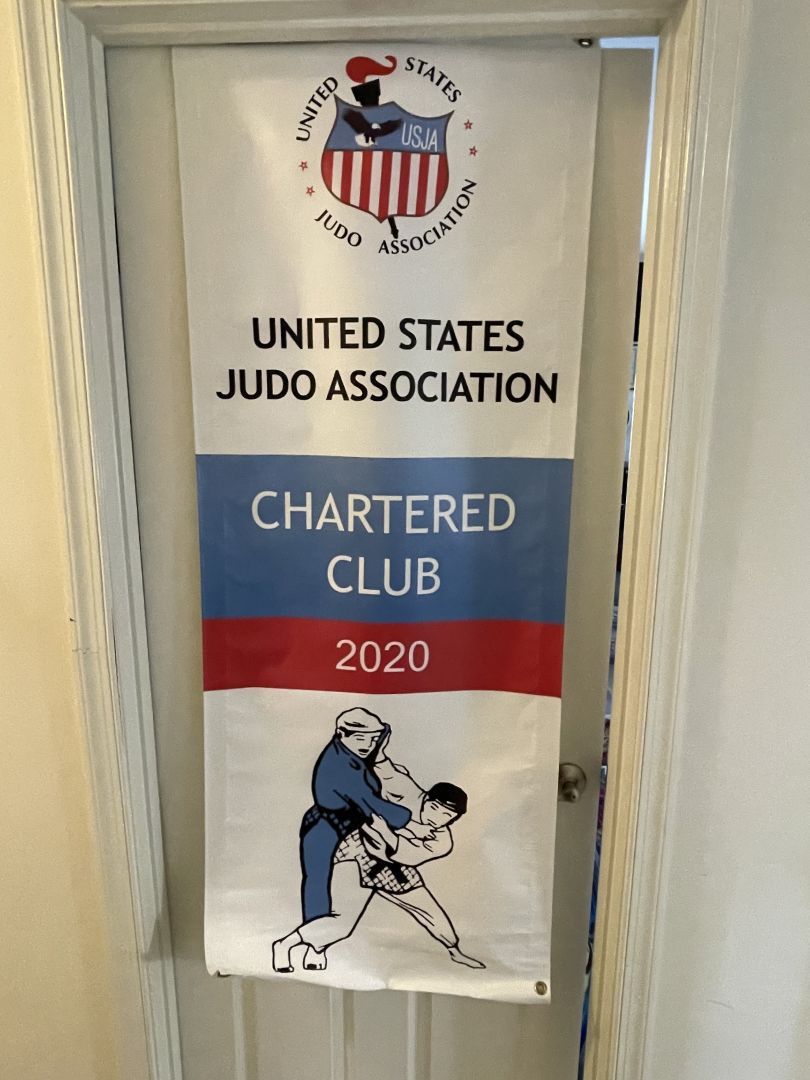 UNITED STATES
USJA
JUDO ASSOCIATION
UNITED STATES
JUDO ASSOCIATION
CHARTERED
CLUB
2020